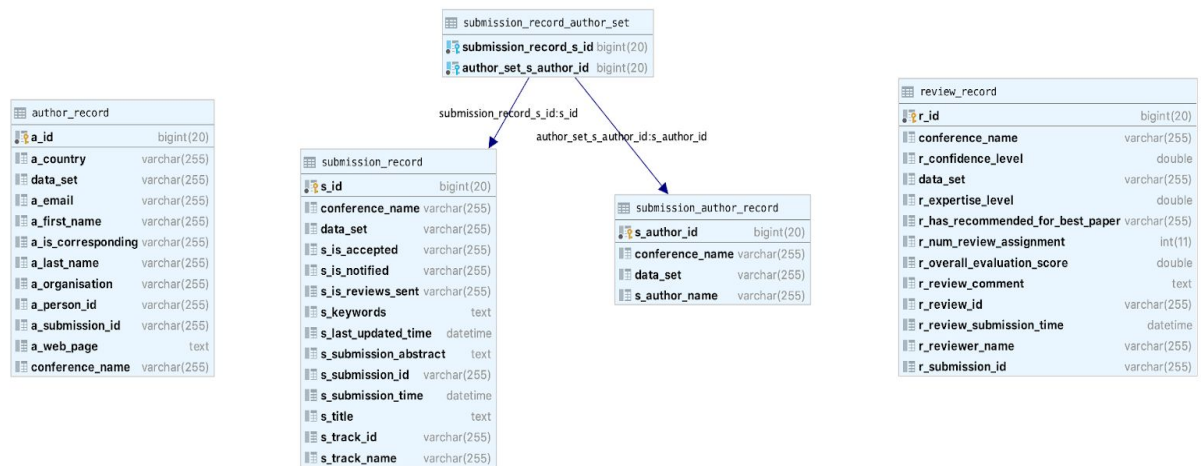 submission_record_author_set
submission_record_s_id bigint(20)
author_set_s_author_id bigint(20)
submission_record_s_id:s_id
author_set_s_author_id:s_author_id
author_record
a_id bigint(20)
a_country varchar(255)
data_set varchar(255)
a_email varchar(255)
a_first_name varchar(255)
a_is_corresponding varchar(255)
a_last_name varchar(255)
a_organisation varchar(255)
a_person_id varchar(255)
a_submission_id varchar(255)
a_web_page text
conference_name varchar(255)
submission_record
s_id bigint(20)
conference_name varchar(255)
data_set varchar(255)
s_is_accepted varchar(255)
s_is_notified varchar(255)
s_is_reviews_sent varchar(255)
s_keywords text
s_last_updated_time datetime
s_submission_abstract text
s_submission_id varchar(255)
s_submission_time datetime
s_title text
s_track_id varchar(255)
s_track_name varchar(255)
submission_author_record
s_author_id bigint(20)
conference_name varchar(255)
data_set varchar(255)
s_author_name varchar(255)
review_record
r_id bigint(20)
conference_name varchar(255)
r_confidence_level double
data_set varchar(255)
r_expertise_level double
r_has_recommended_for_best_paper varchar(255)
r_num_review_assignment int(11)
r_overall_evaluation_score double
r_review_comment text
r_review_id varchar(255)
r_review_submission_time datetime
r_reviewer_name varchar(255)
r_submission_id varchar(255)